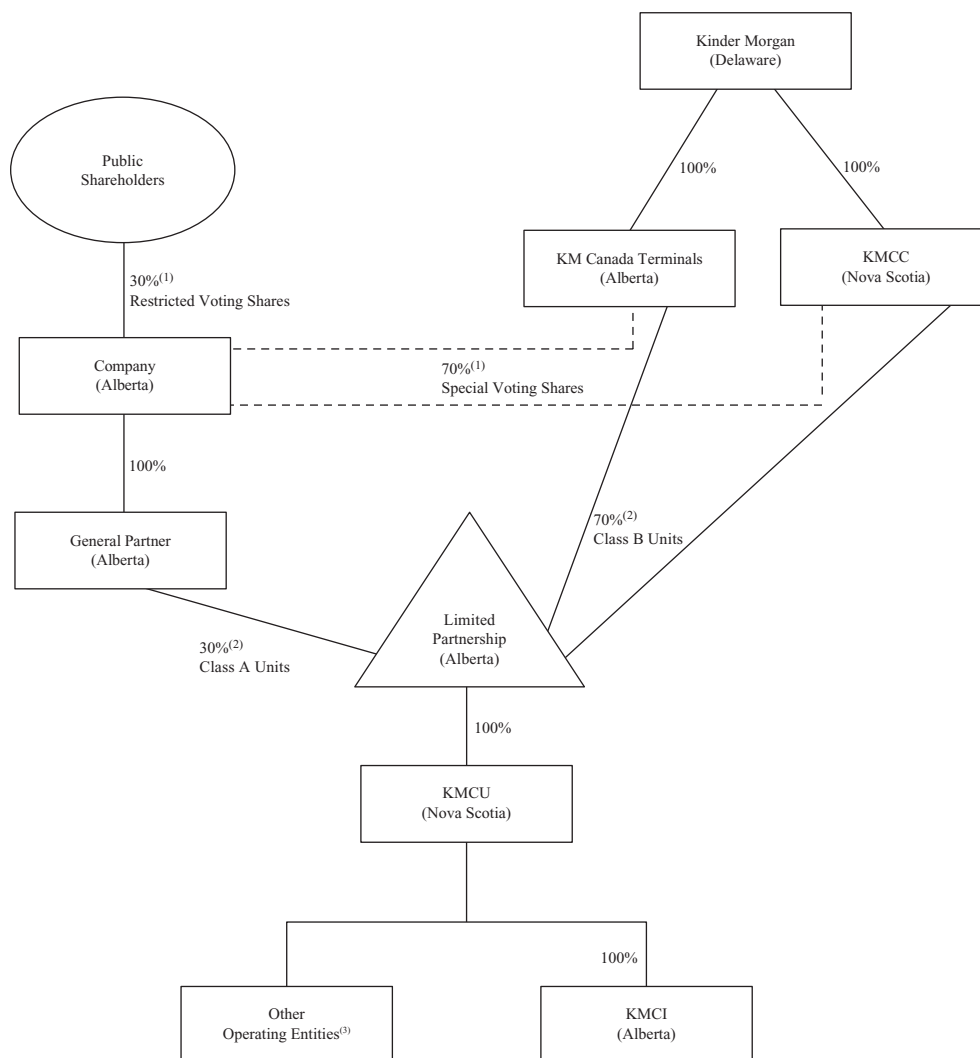 Kinder Morgan
(Delaware)
Public
Shareholders
100%
100%
KM Canada Terminals
(Alberta)
KMCC
(Nova Scotia)
30%(1)
Restricted Voting Shares
Company
(Alberta)
70%(1)
Special Voting Shares
100%
General Partner
(Alberta)
70%(2)
Class B Units
Limited
Partnership
(Alberta)
30%(2)
Class A Units
100%
KMCU
(Nova Scotia)
100%
Other
Operating Entities(3)
KMCI
(Alberta)